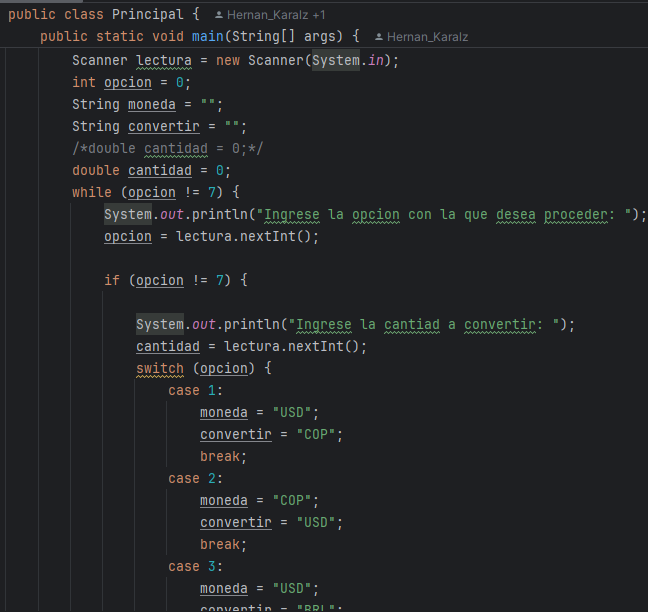 public class Principal { Hernan_Karalz +1
public static void main(String[] args) { Hernan_Karalz
Scanner lectura = new Scanner(System.in);
int opcion = 0;
String moneda = "";
String convertir = "";
/*double cantidad = 0;*/
double cantidad = 0;
while (opcion != 7) {
System.out.println("Ingrese la opcion con la que desea proceder: ");
opcion = lectura.nextInt();
if (opcion != 7) {
System.out.println("Ingrese la cantiad a convertir: ");
cantidad = lectura.nextInt();
switch (opcion) {
case 1:
moneda = "USD";
convertir = "COP";
break;
case 2:
moneda = "COP";
convertir = "USD";
break;
case 3:
moneda = "USD";
convertir = "BRL";